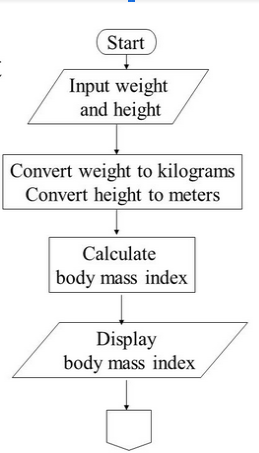 Start
Input weight
and height
Convert weight to kilograms
Convert height to meters
Calculate
body mass index
Display
body mass index